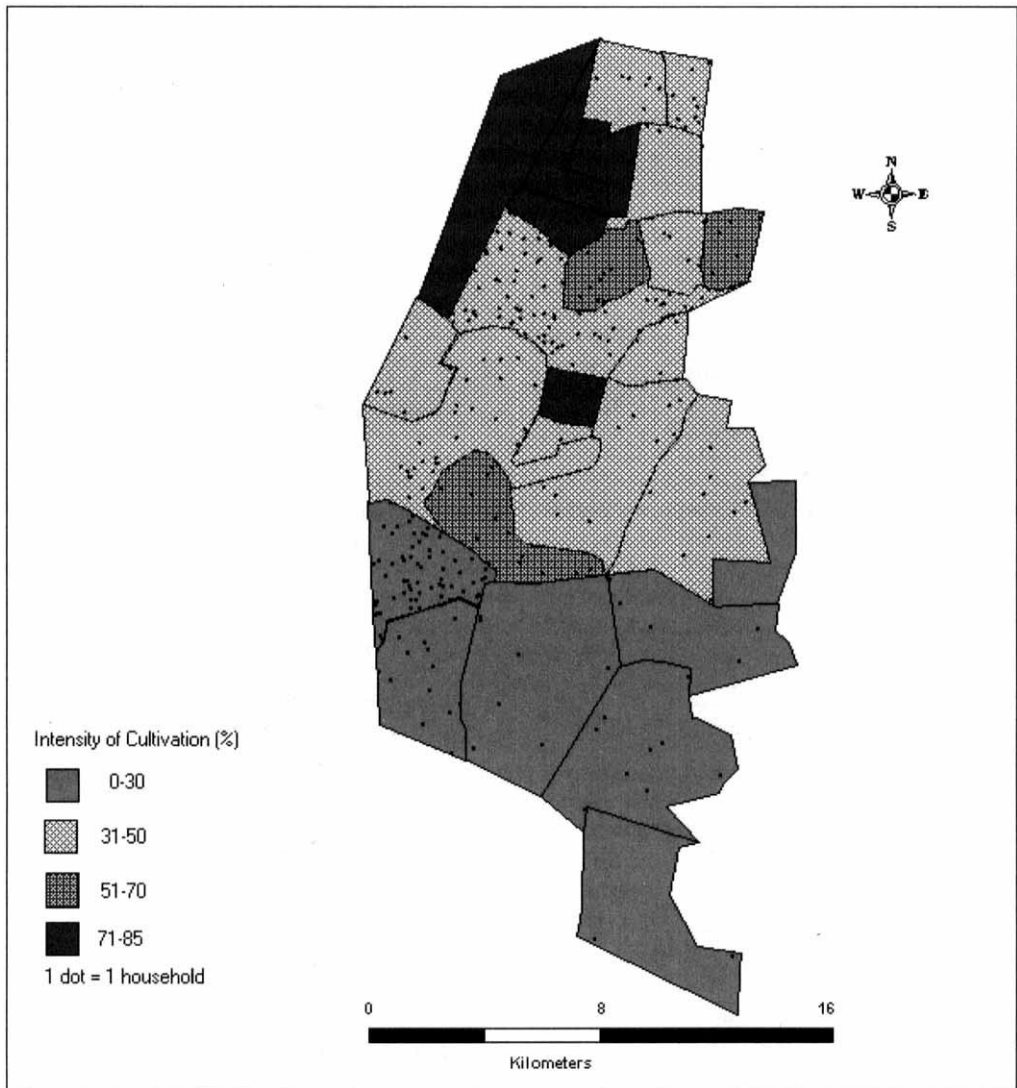 N
W E
S
Intensity of Cultivation (%)
0-30
31-50
51-70
71-85
1 dot = 1 household
0 8 16
Kilometers